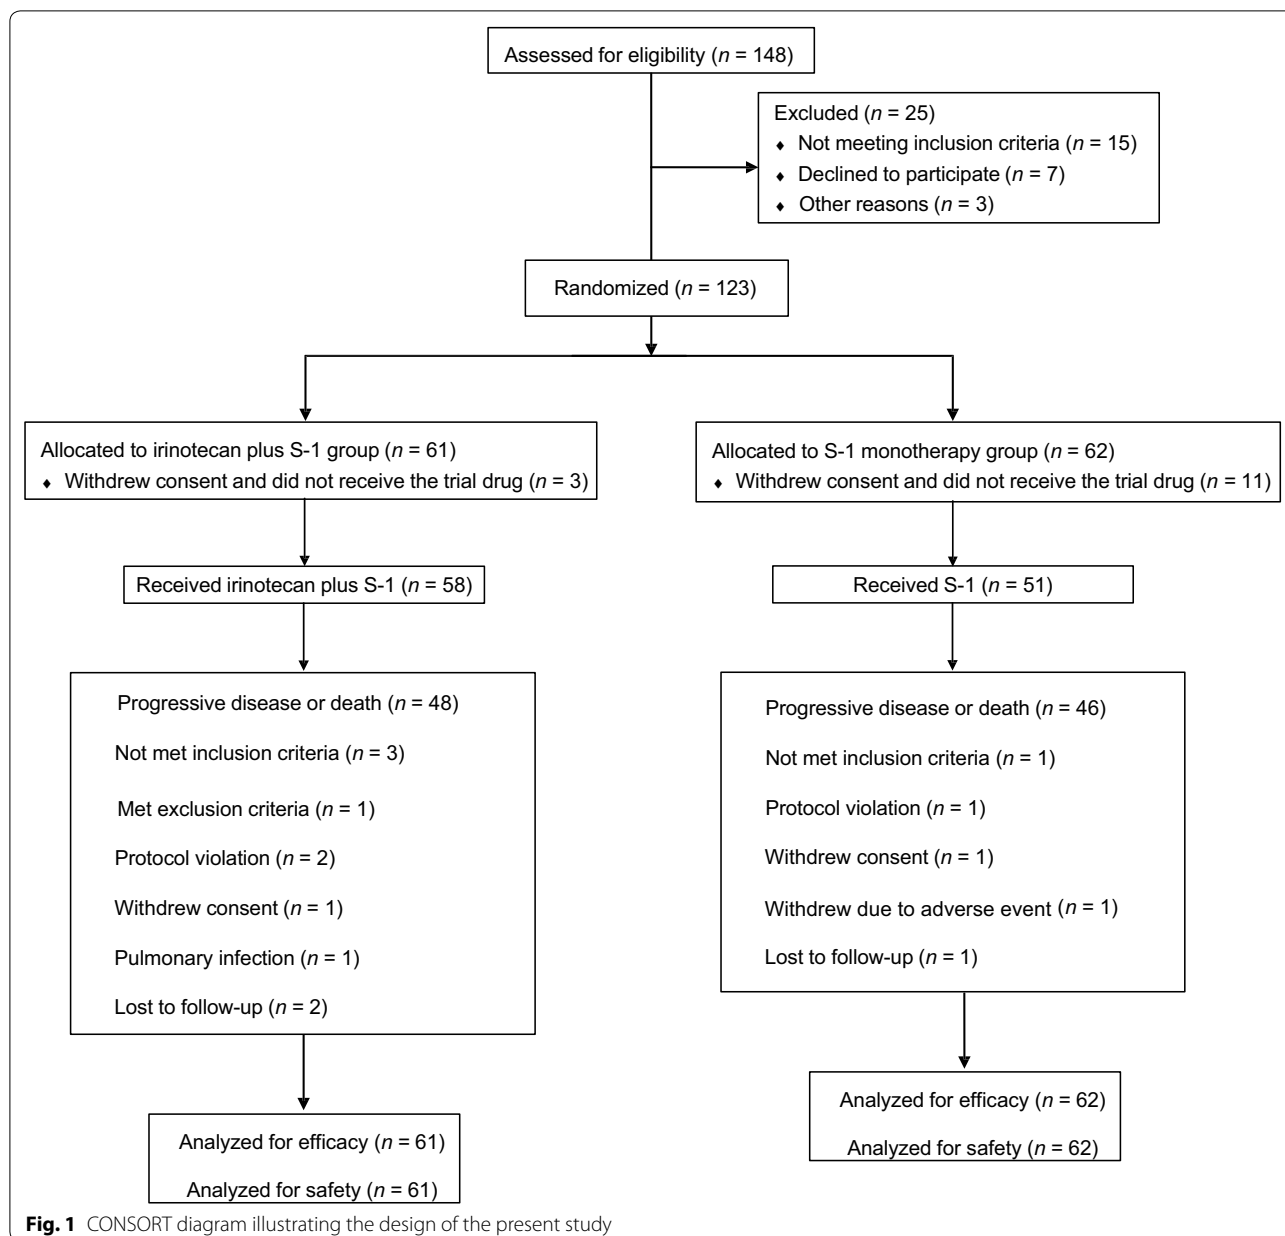 Assessed for eligibility (n = 148)
Excluded (n = 25)
♦ Not meeting inclusion criteria (n = 15)
♦ Declined to participate (n = 7)
♦ Other reasons (n = 3)
Randomized (n = 123)
Allocated to irinotecan plus S-1 group (n = 61)
♦ Withdrew consent and did not receive the trial drug (n = 3)
Allocated to S-1 monotherapy group (n = 62)
♦ Withdrew consent and did not receive the trial drug (n = 11)
Received irinotecan plus S-1 (n = 58)
Received S-1 (n = 51)
Progressive disease or death (n = 48)
Not met inclusion criteria (n = 3)
Met exclusion criteria (n = 1)
Protocol violation (n = 2)
Withdrew consent (n = 1)
Pulmonary infection (n = 1)
Lost to follow-up (n = 2)
Progressive disease or death (n = 46)
Not met inclusion criteria (n = 1)
Protocol violation (n = 1)
Withdrew consent (n = 1)
Withdrew due to adverse event (n = 1)
Lost to follow-up (n = 1)
Analyzed for efficacy (n = 61)
Analyzed for safety (n = 61)
Analyzed for efficacy (n = 62)
Analyzed for safety (n = 62)
Fig. 1 CONSORT diagram illustrating the design of the present study